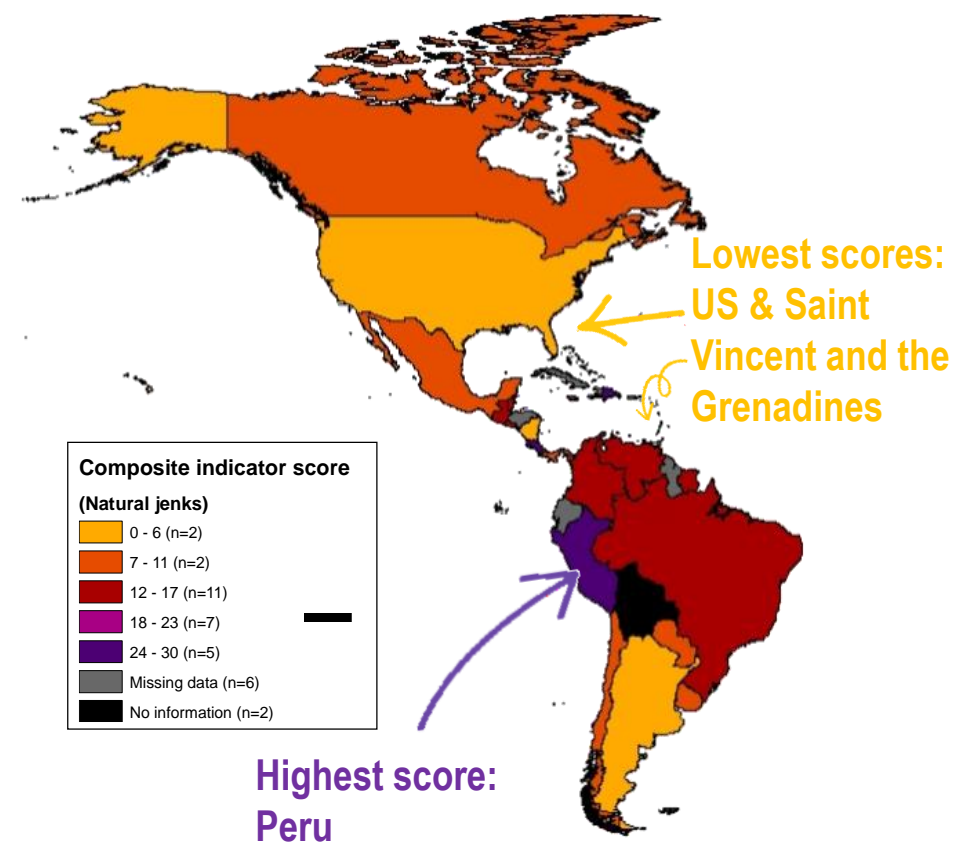 Lowest scores:
US & Saint
Vincent and the
Grenadines
Composite indicator score
(Natural jenks)
0 - 6 (n=2)
7 - 11 (n=2)
12 - 17 (n=11)
18 - 23 (n=7)
24 - 30 (n=5)
Missing data (n=6)
No information (n=2)
Highest score:
Peru